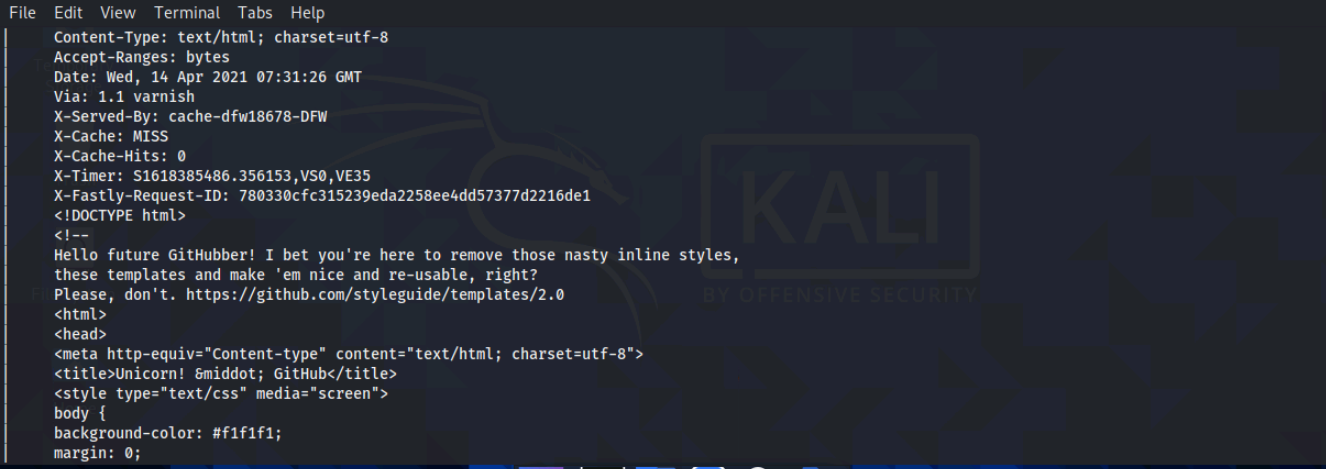 File Edit View Terminal Tabs Help
| Content-Type: text/html; charset=utf-8
| Accept-Ranges: bytes
| Date: Wed, 14 Apr 2021 07:31:26 GMT
| Via: 1.1 varnish
| X-Served-By: cache-dfw18678-DFW
| X-Cache: MISS
| X-Cache-Hits: 0
| X-Timer: S1618385486.356153,VS0,VE35
| X-Fastly-Request-ID: 780330cfc315239eda2258ee4dd57377d2216de1
| <!DOCTYPE html>
| <!--
| Hello future GitHubber! I bet you're here to remove those nasty inline styles,
| these templates and make 'em nice and re-usable, right?
| Please, don't. https://github.com/styleguide/templates/2.0
| <html>
| <head>
| <meta http-equiv="Content-type" content="text/html; charset=utf-8">
| <title>Unicorn! &middot; GitHub</title>
| <style type="text/css" media="screen">
| body {
| background-color: #f1f1f1;
| margin: 0;
KALI
BY OFFENSIVE SECURITY